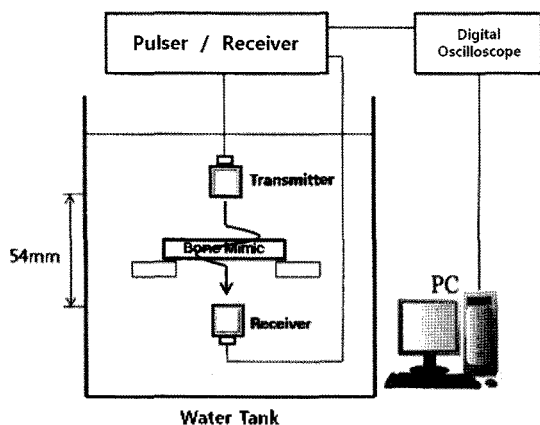 Pulser / Receiver
Digital
Oscilloscope
Transmitter
54mm
Bone Mimic
PC
Receiver
Water Tank